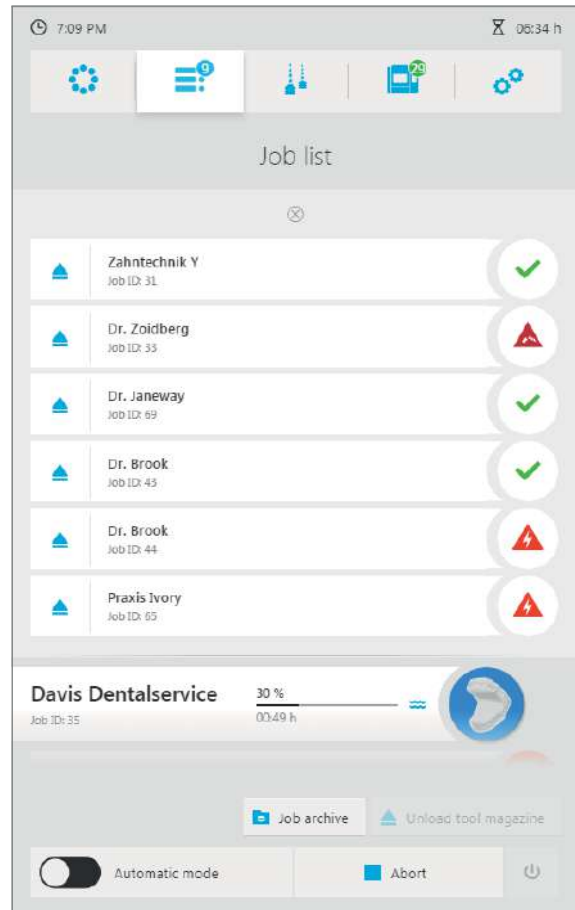 7:09 PM
06:34 h
9
29
Job list
Zahntechnik Y
Job ID: 31
Dr. Zoidberg
Job ID: 33
Dr. Janeway
Job ID: 69
Dr. Brook
Job ID: 43
Dr. Brook
Job ID: 44
Praxis Ivory
Job ID: 65
Davis Dentalservice
Job ID: 35
30 %
00:49 h
Job archive
Unload tool magazine
Automatic mode
Abort